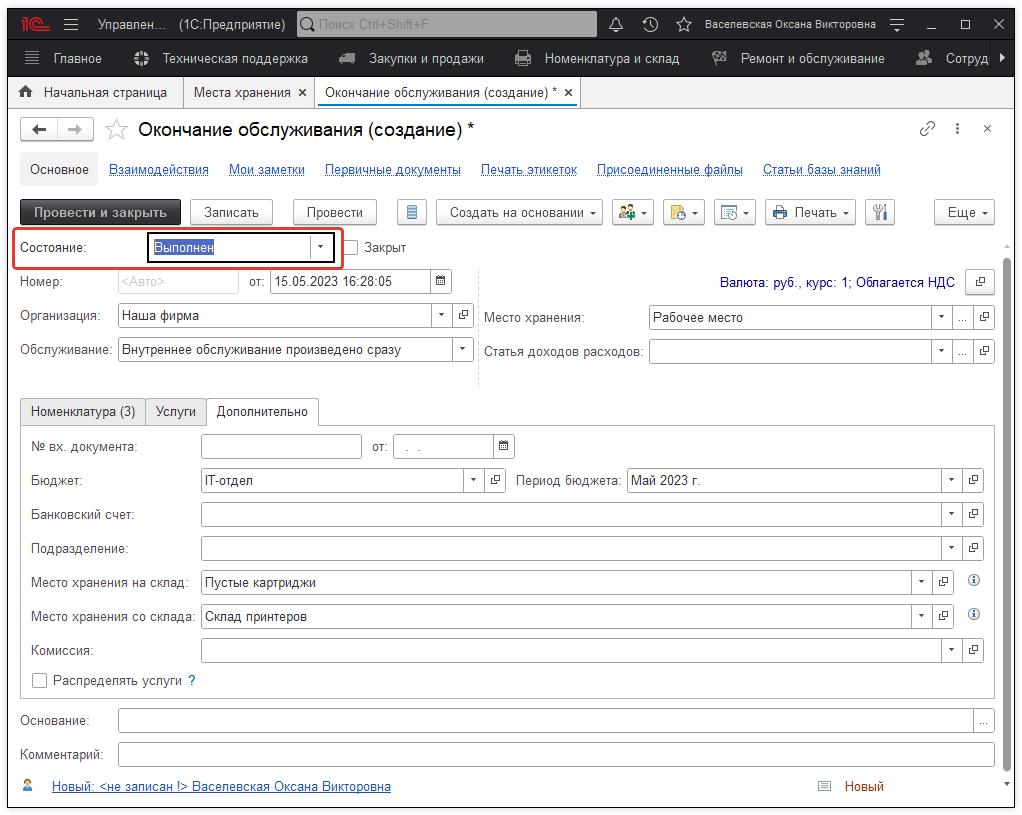 1С Управлен... (1С:Предприятие) Поиск Ctrl+Shift+F Васелевская Оксана Викторовна
Главное Техническая поддержка Закупки и продажи Номенклатура и склад Ремонт и обслуживание Сотруд
Начальная страница Места хранения × Окончание обслуживания (создание) * ×
Окончание обслуживания (создание) *
Основное Взаимодействия Мои заметки Первичные документы Печать этикеток Присоединенные файлы Статьи базы знаний
Провести и закрыть Записать Провести Создать на основании Печать Еще
Состояние: Выполнен Закрыт
Номер: <Авто> от: 15.05.2023 16:28:05 Валюта: руб., курс: 1; Облагается НДС
Организация: Наша фирма Место хранения: Рабочее место ...
Обслуживание: Внутреннее обслуживание произведено сразу Статья доходов расходов: ...
Номенклатура (3) Услуги Дополнительно
№ вх. документа: от: . .
Бюджет: IT-отдел Период бюджета: Май 2023 г.
Банковский счет:
Подразделение:
Место хранения на склад: Пустые картриджи
Место хранения со склада: Склад принтеров
Комиссия:
Распределять услуги ?
Основание: ...
Комментарий:
Новый: <не записан !> Васелевская Оксана Викторовна Новый